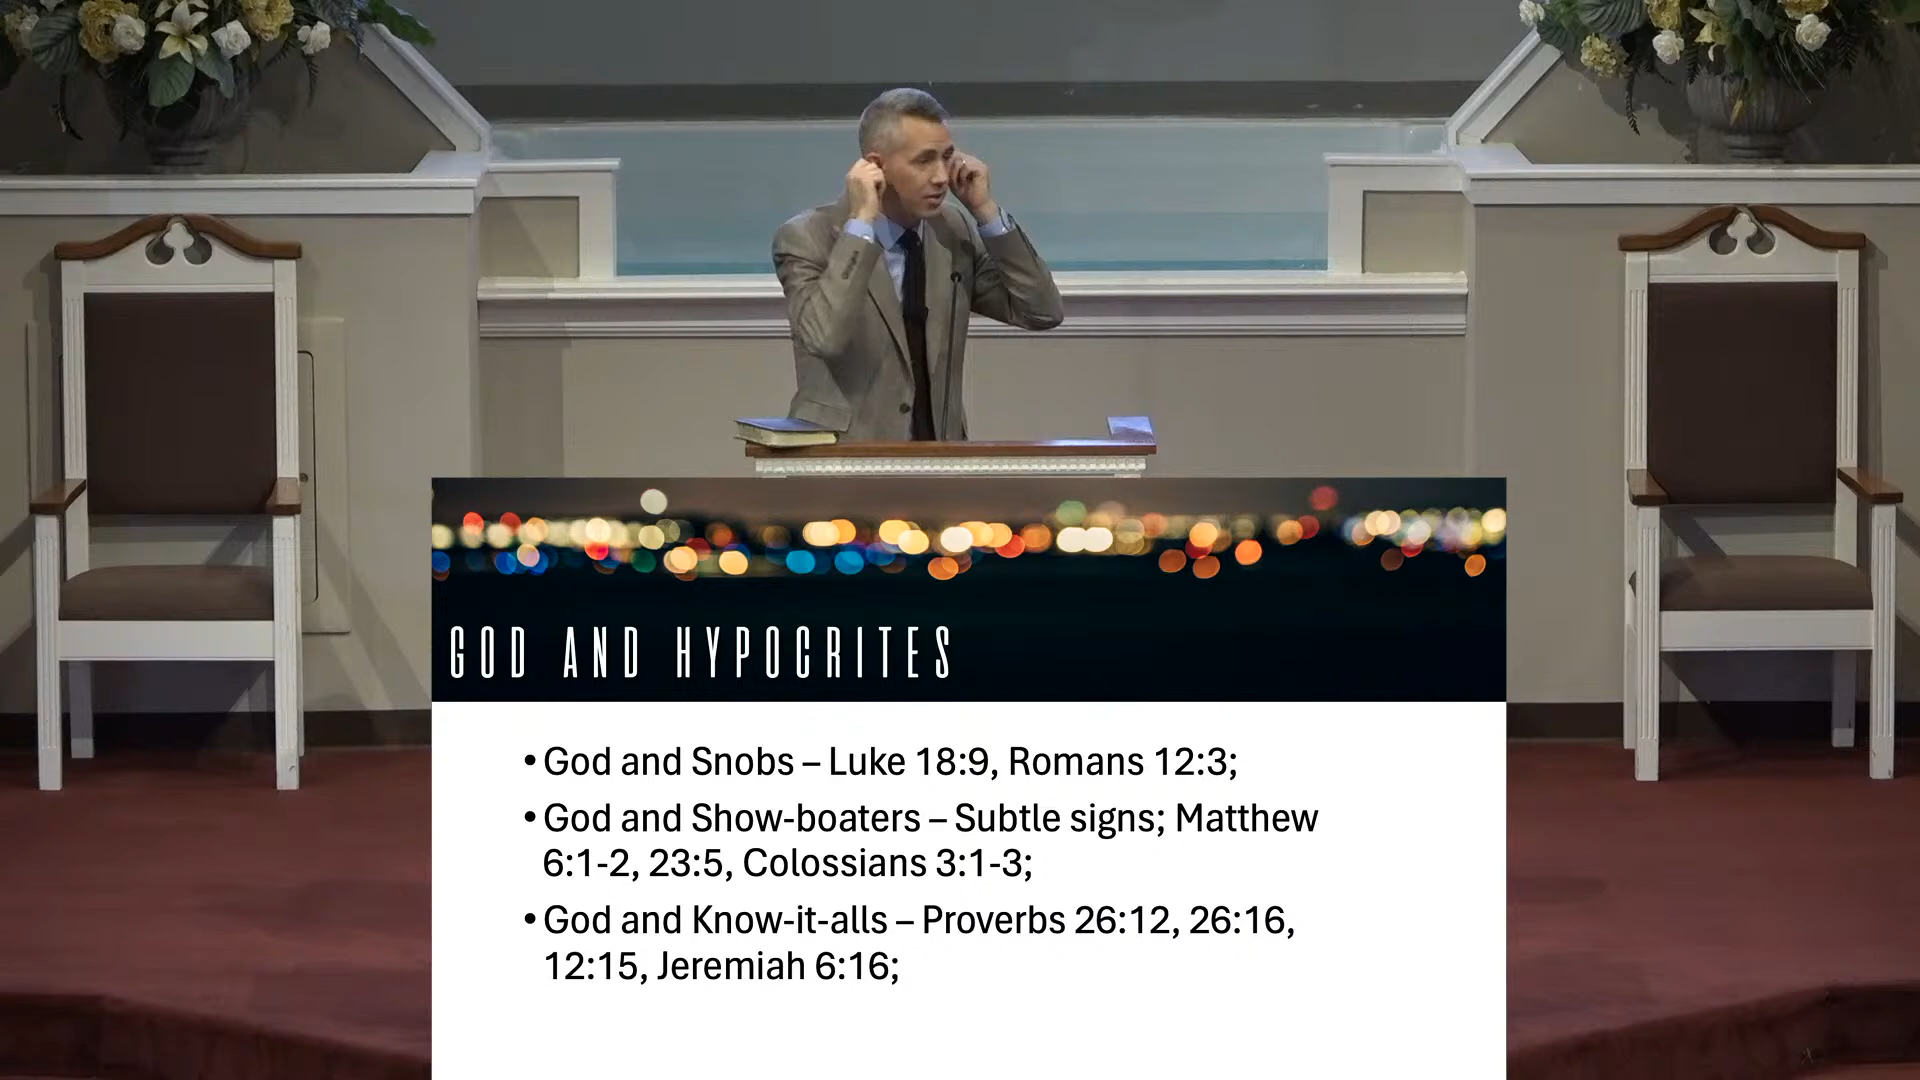 GOD AND HYPOCRITES
• God and Snobs – Luke 18:9, Romans 12:3;
• God and Show-boaters – Subtle signs; Matthew
6:1-2, 23:5, Colossians 3:1-3;
• God and Know-it-alls – Proverbs 26:12, 26:16,
12:15, Jeremiah 6:16;